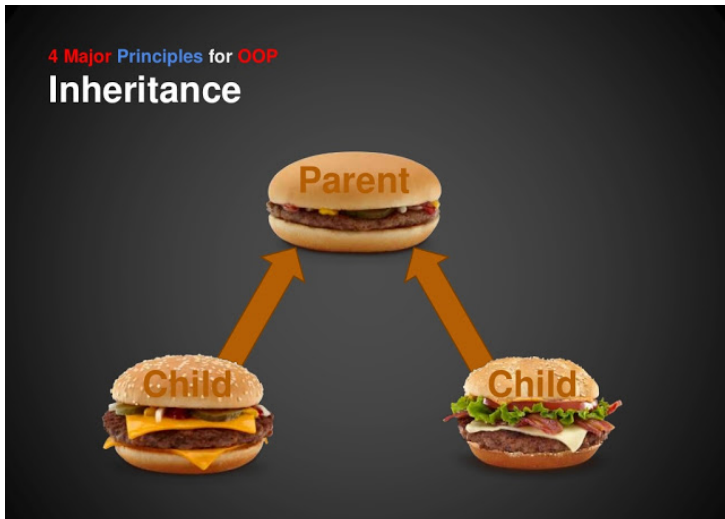 4 Major Principles for OOP
Inheritance
Parent
Child
Child